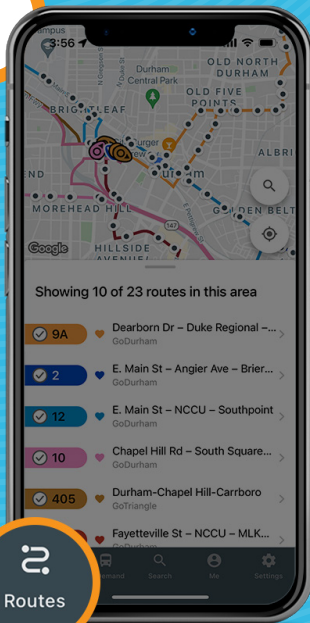 3:56
OLD NORTH
DURHAM
Durham
Central Park
OLD FIVE
POINTS
BRIGHTLEAF
ALBRI
MOREHEAD HILL
GOLDEN BELT
147
Google
HILLSIDE
Showing 10 of 23 routes in this area
9A
Dearborn Dr – Duke Regional –...
GoDurham
2
E. Main St – Angier Ave – Brier...
GoDurham
12
E. Main St – NCCU – Southpoint
GoDurham
10
Chapel Hill Rd – South Square...
GoDurham
405
Durham-Chapel Hill-Carrboro
GoTriangle
Fayetteville St – NCCU – MLK...
GoDurham
Search
Me
Settings
Routes